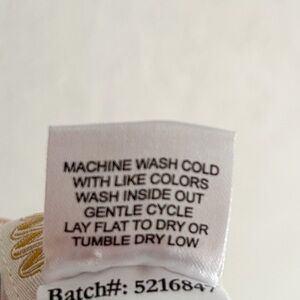 MACHINE WASH COLD
WITH LIKE COLORS
WASH INSIDE OUT
GENTLE CYCLE
LAY FLAT TO DRY OR
TUMBLE DRY LOW
Batch#: 5216847